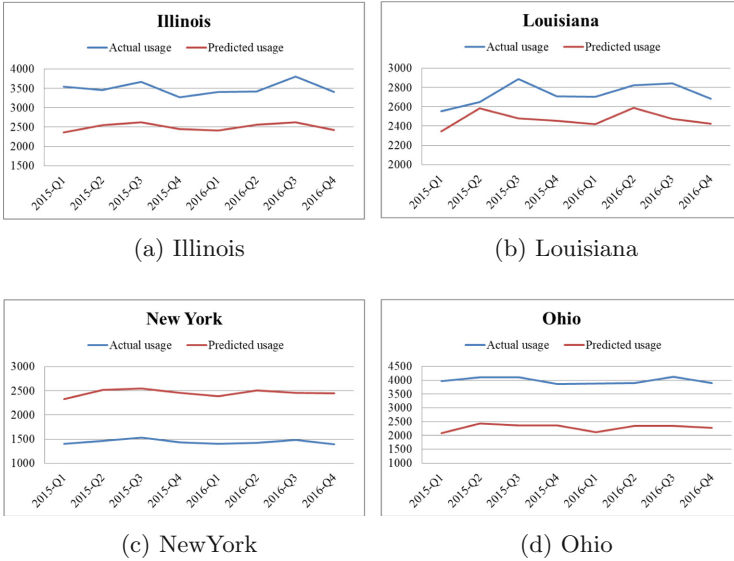 Illinois
Actual usage Predicted usage
4000
3500
3000
2500
2000
1500
2015-Q1 2015-Q2 2015-Q3 2015-Q4 2016-Q1 2016-Q2 2016-Q3 2016-Q4
(a) Illinois
Louisiana
Actual usage Predicted usage
3000
2800
2600
2400
2200
2000
2015-Q1 2015-Q2 2015-Q3 2015-Q4 2016-Q1 2016-Q2 2016-Q3 2016-Q4
(b) Louisiana
New York
Actual usage Predicted usage
3000
2500
2000
1500
1000
2015-Q1 2015-Q2 2015-Q3 2015-Q4 2016-Q1 2016-Q2 2016-Q3 2016-Q4
(c) NewYork
Ohio
Actual usage Predicted usage
4500
4000
3500
3000
2500
2000
1500
1000
2015-Q1 2015-Q2 2015-Q3 2015-Q4 2016-Q1 2016-Q2 2016-Q3 2016-Q4
(d) Ohio